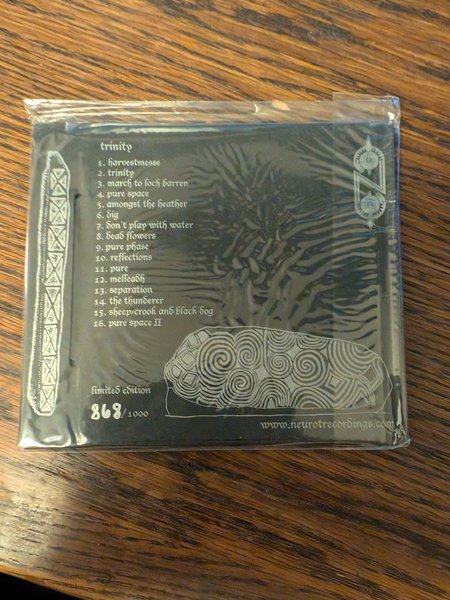 trinity
1. harvestmesse
2. trinity
3. march to loch barren
4. pure space
5. amongst the heather
6. dig
7. don't play with water
8. dead flowers
9. pure phase
10. reflections
11. pure
12. meileadh
13. separation
14. the thunderer
15. sheep-crook and black dog
16. pure space II
limited edition
868/1000
www.neurotrecordings.com